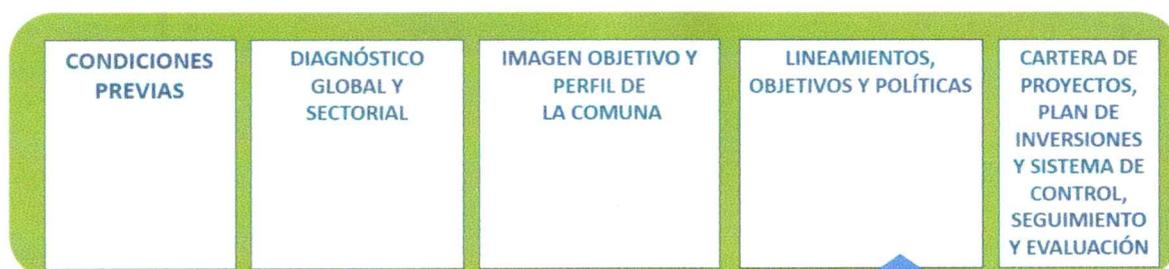 CONDICIONES
PREVIAS
DIAGNÓSTICO
GLOBAL Y
SECTORIAL
IMAGEN OBJETIVO Y
PERFIL DE
LA COMUNA
LINEAMIENTOS,
OBJETIVOS Y POLÍTICAS
CARTERA DE
PROYECTOS,
PLAN DE
INVERSIONES
Y SISTEMA DE
CONTROL,
SEGUIMIENTO
Y EVALUACIÓN